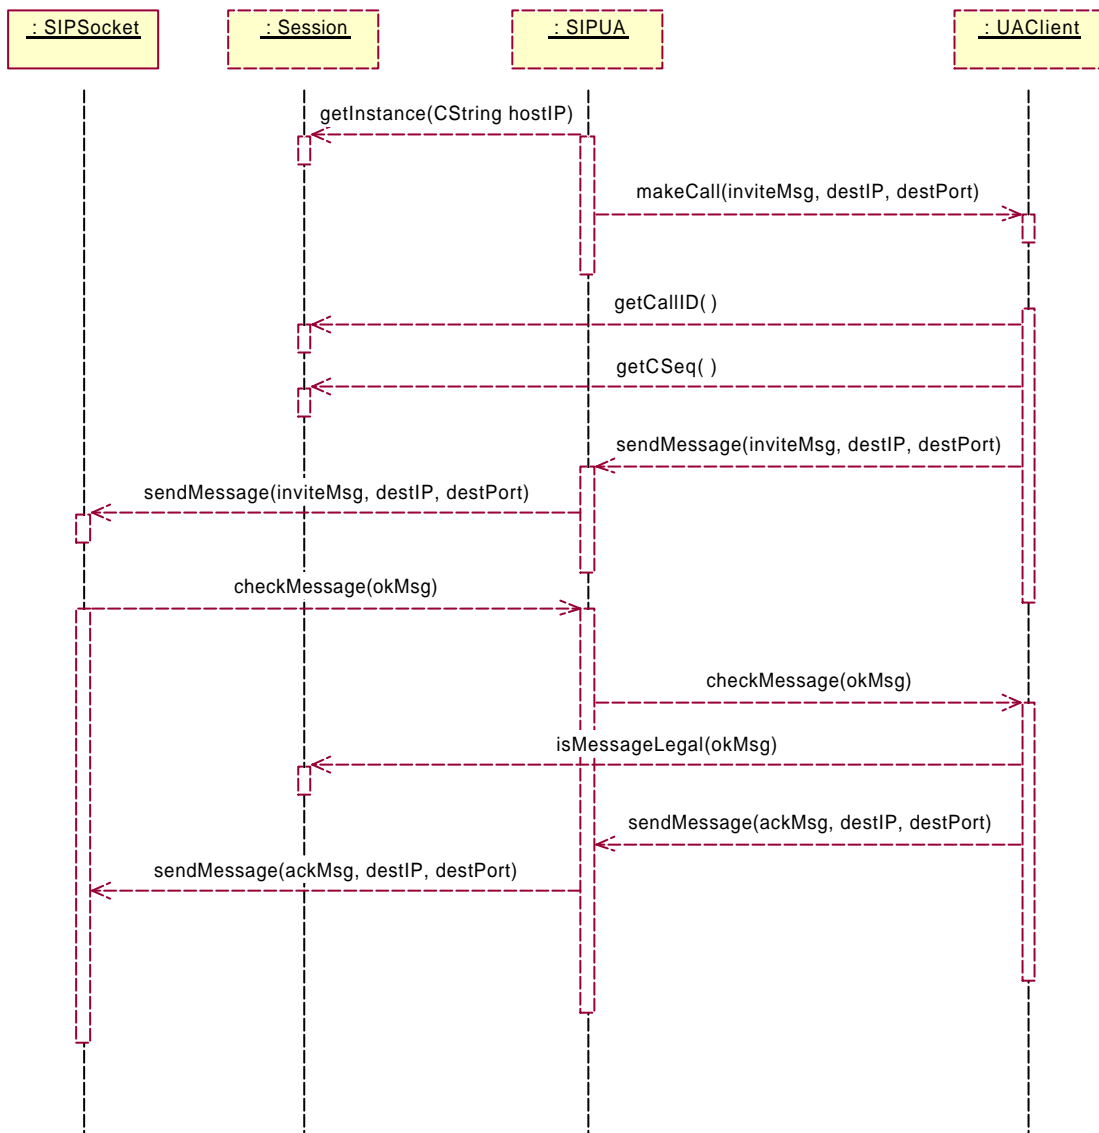 : SIPSocket
: Session
: SIPUA
: UAClient
getInstance(CString hostIP)
makeCall(inviteMsg, destIP, destPort)
getCallID( )
getCSeq( )
sendMessage(inviteMsg, destIP, destPort)
sendMessage(inviteMsg, destIP, destPort)
checkMessage(okMsg)
checkMessage(okMsg)
isMessageLegal(okMsg)
sendMessage(ackMsg, destIP, destPort)
sendMessage(ackMsg, destIP, destPort)